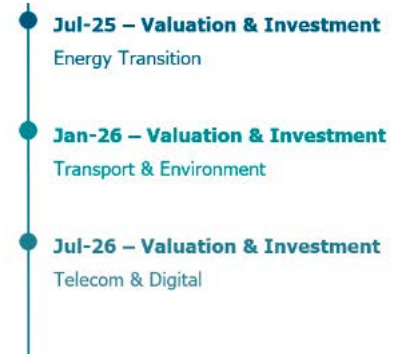 Jul-25 – Valuation & Investment
Energy Transition
Jan-26 – Valuation & Investment
Transport & Environment
Jul-26 – Valuation & Investment
Telecom & Digital